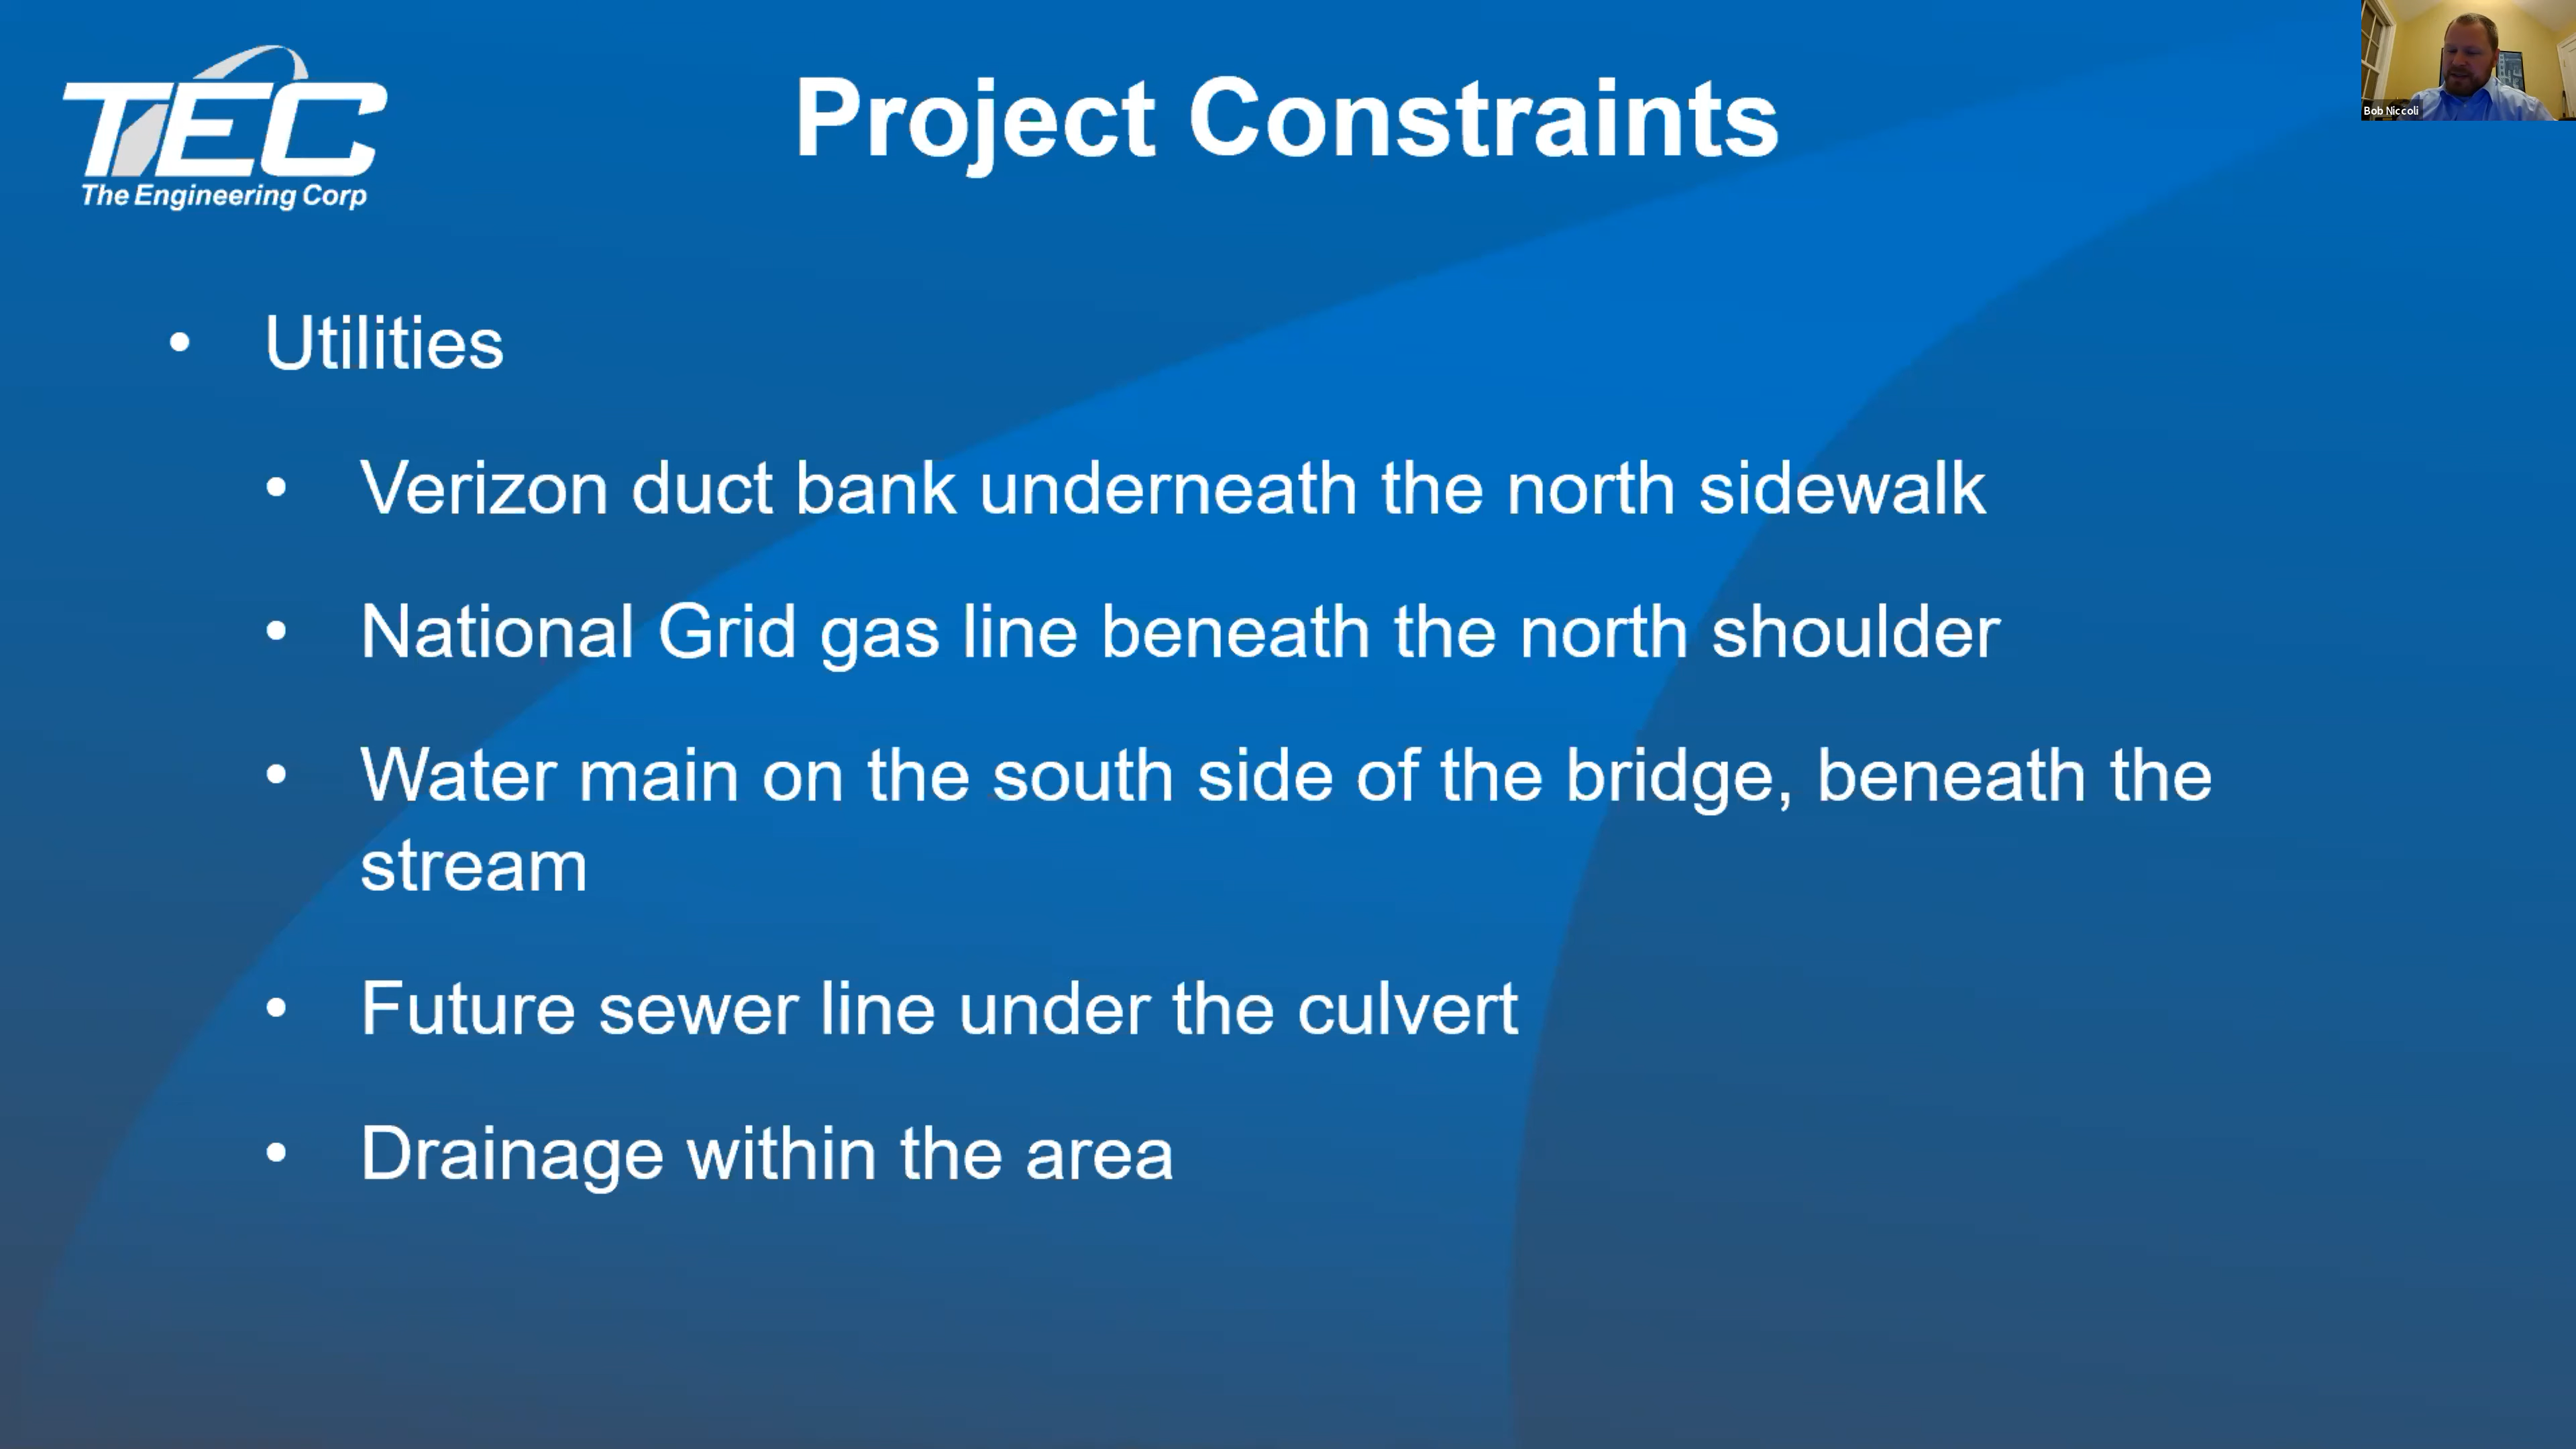 TEC
The Engineering Corp
Project Constraints
Bob Niccoli
• Utilities
• Verizon duct bank underneath the north sidewalk
• National Grid gas line beneath the north shoulder
• Water main on the south side of the bridge, beneath the
stream
• Future sewer line under the culvert
• Drainage within the area